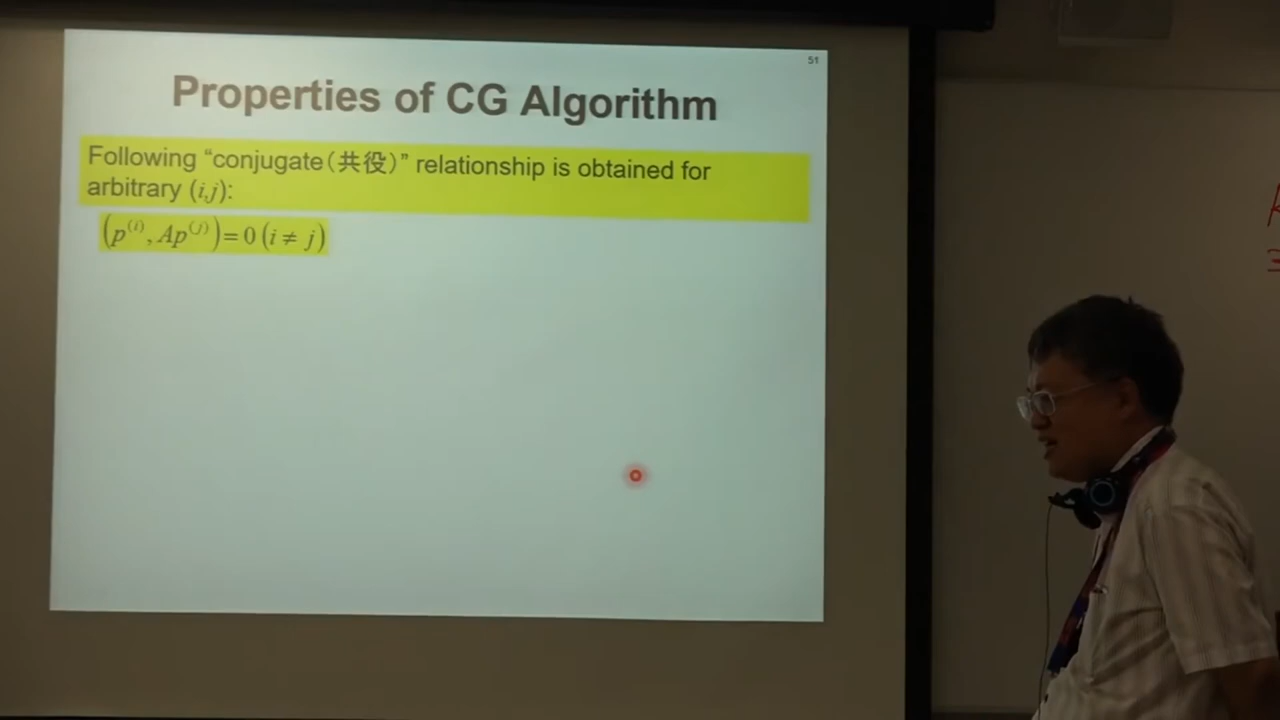 51
Properties of CG Algorithm
Following “conjugate（共役）” relationship is obtained for
arbitrary (i,j):
(p^(i), Ap^(j)) = 0 (i ≠ j)